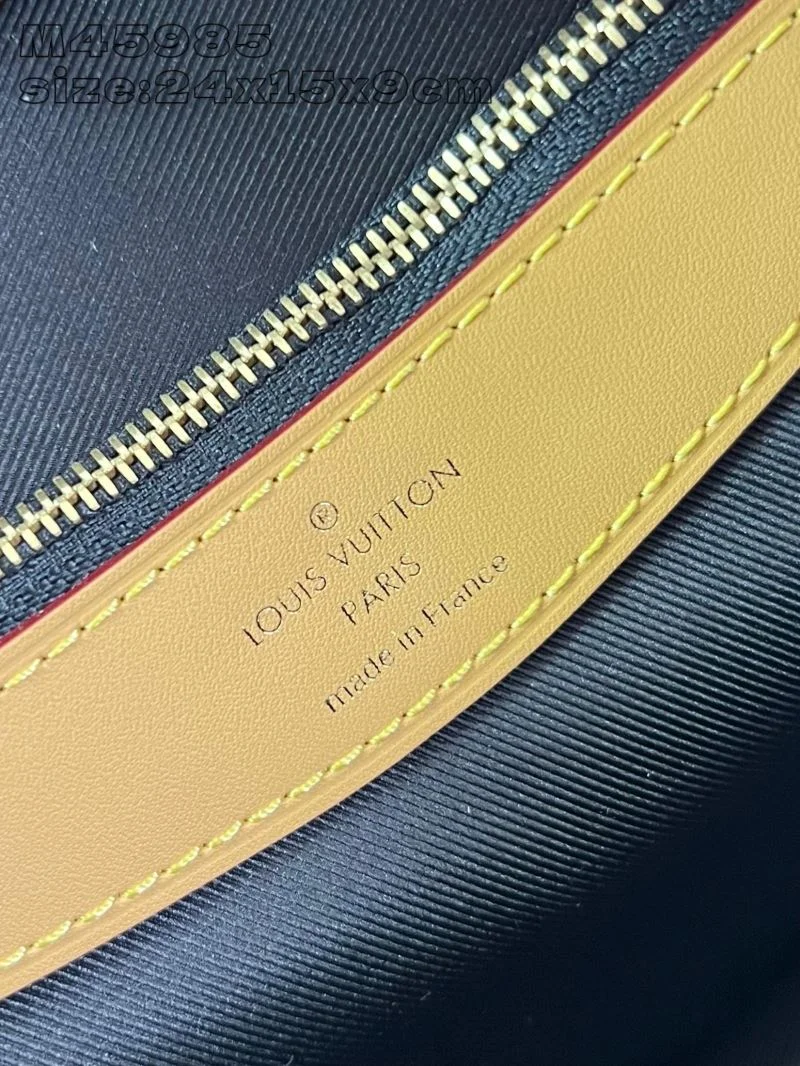 M45985
size:24x15x9cm
®
LOUIS VUITTON
PARIS
made in France